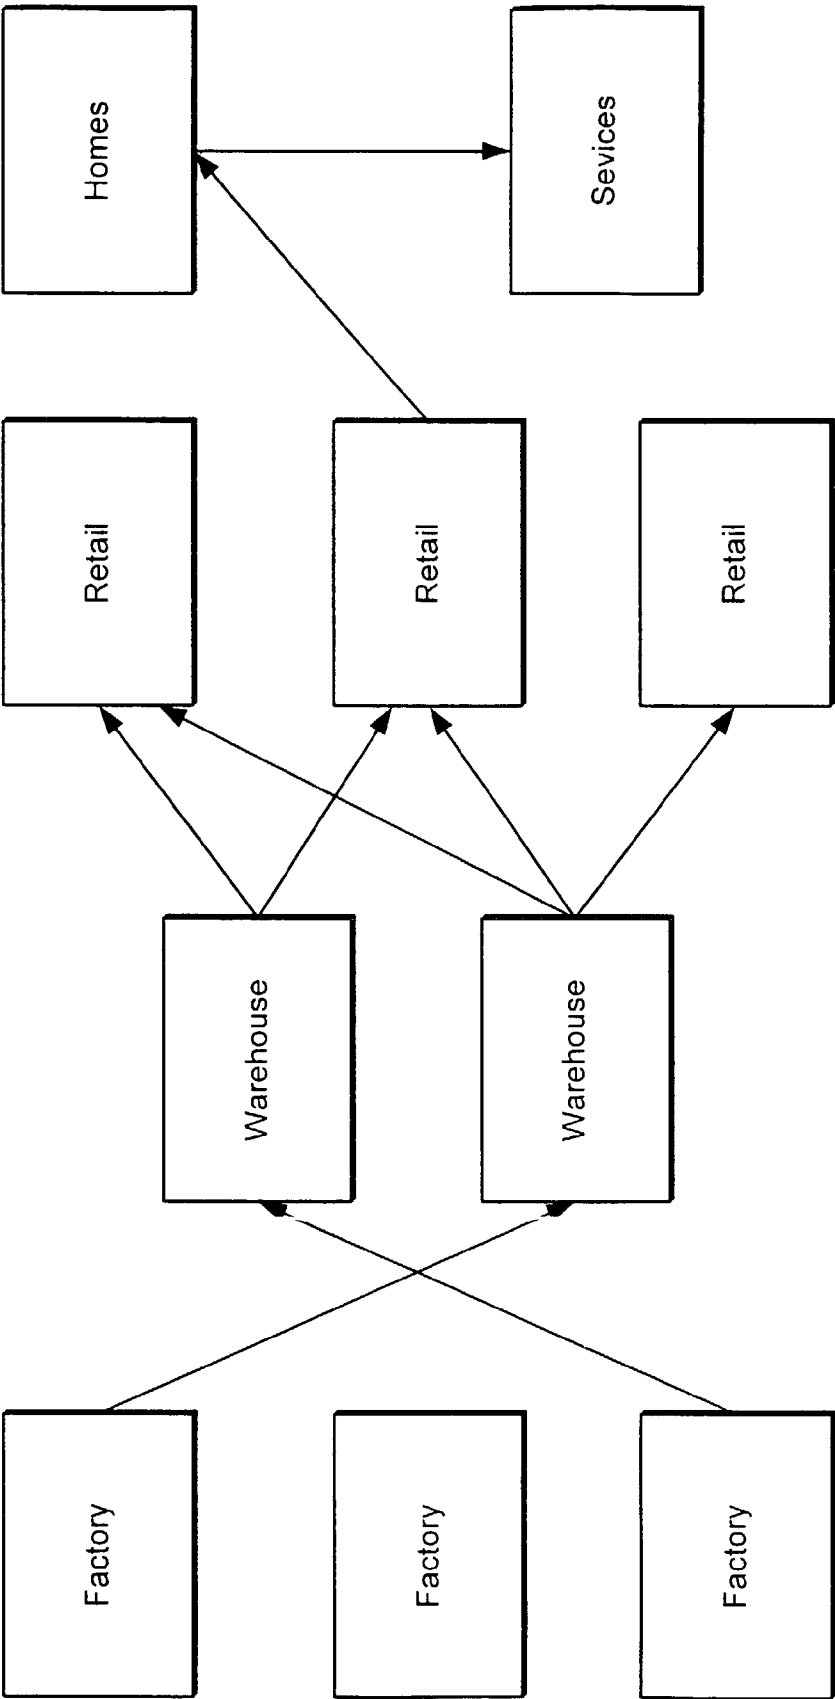 Factory
Factory
Factory
Warehouse
Warehouse
Retail
Retail
Retail
Homes
Sevices